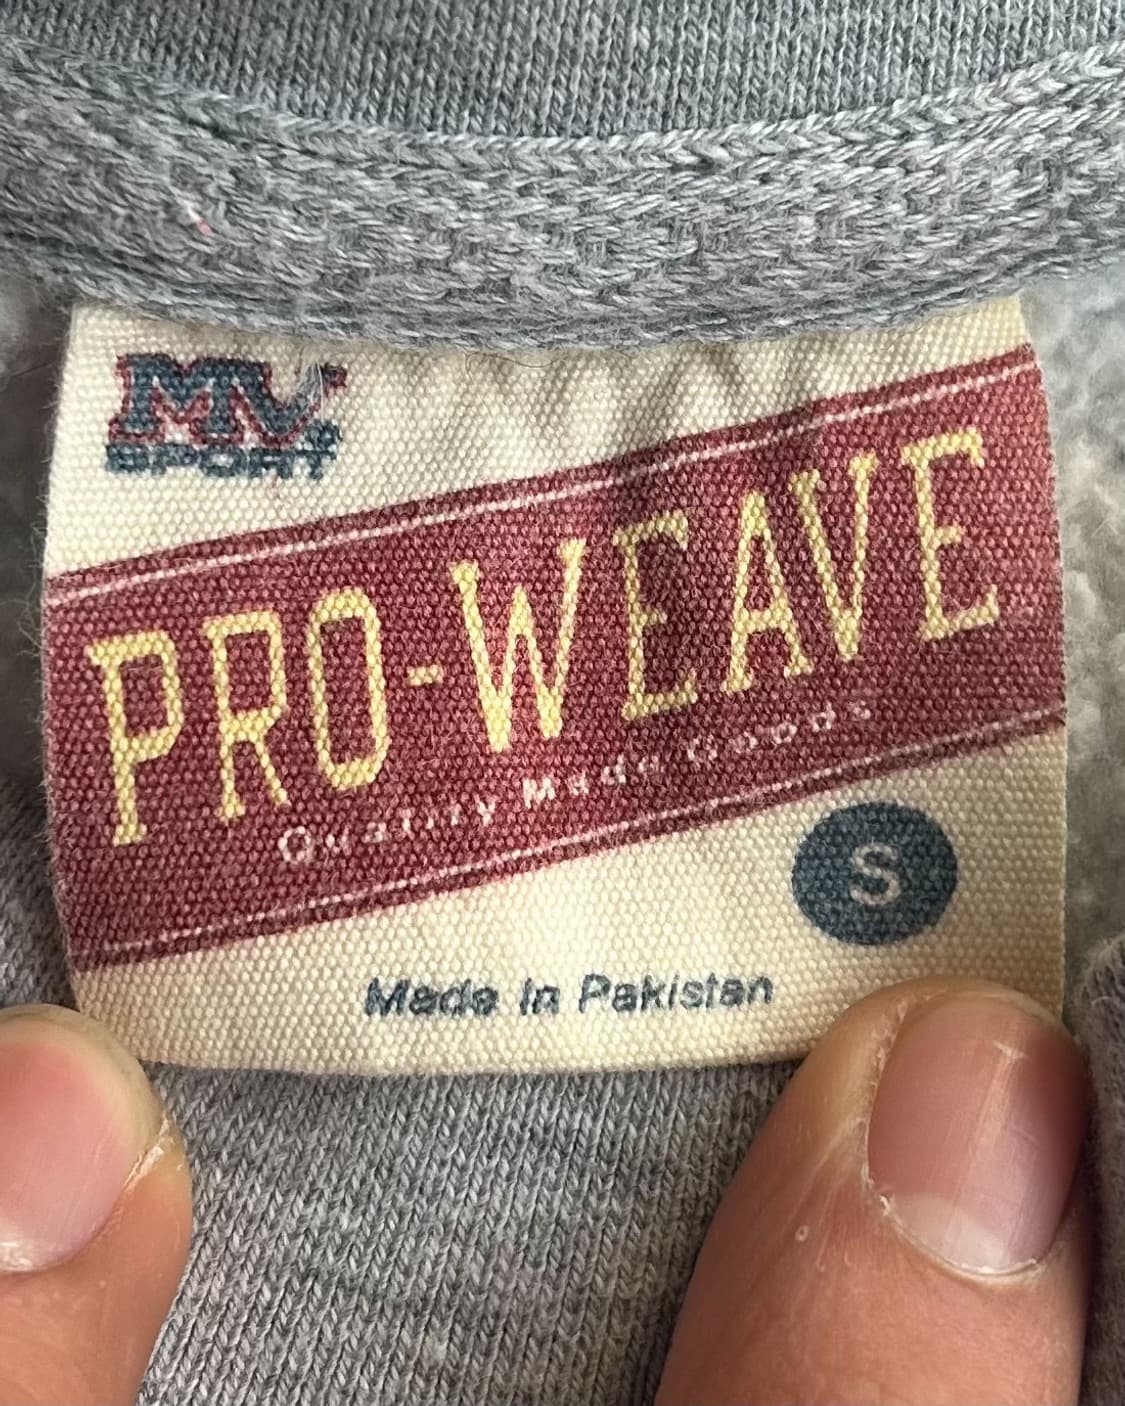 MV
SPORT
PRO-WEAVE
Quality Made Goods
S
Made in Pakistan